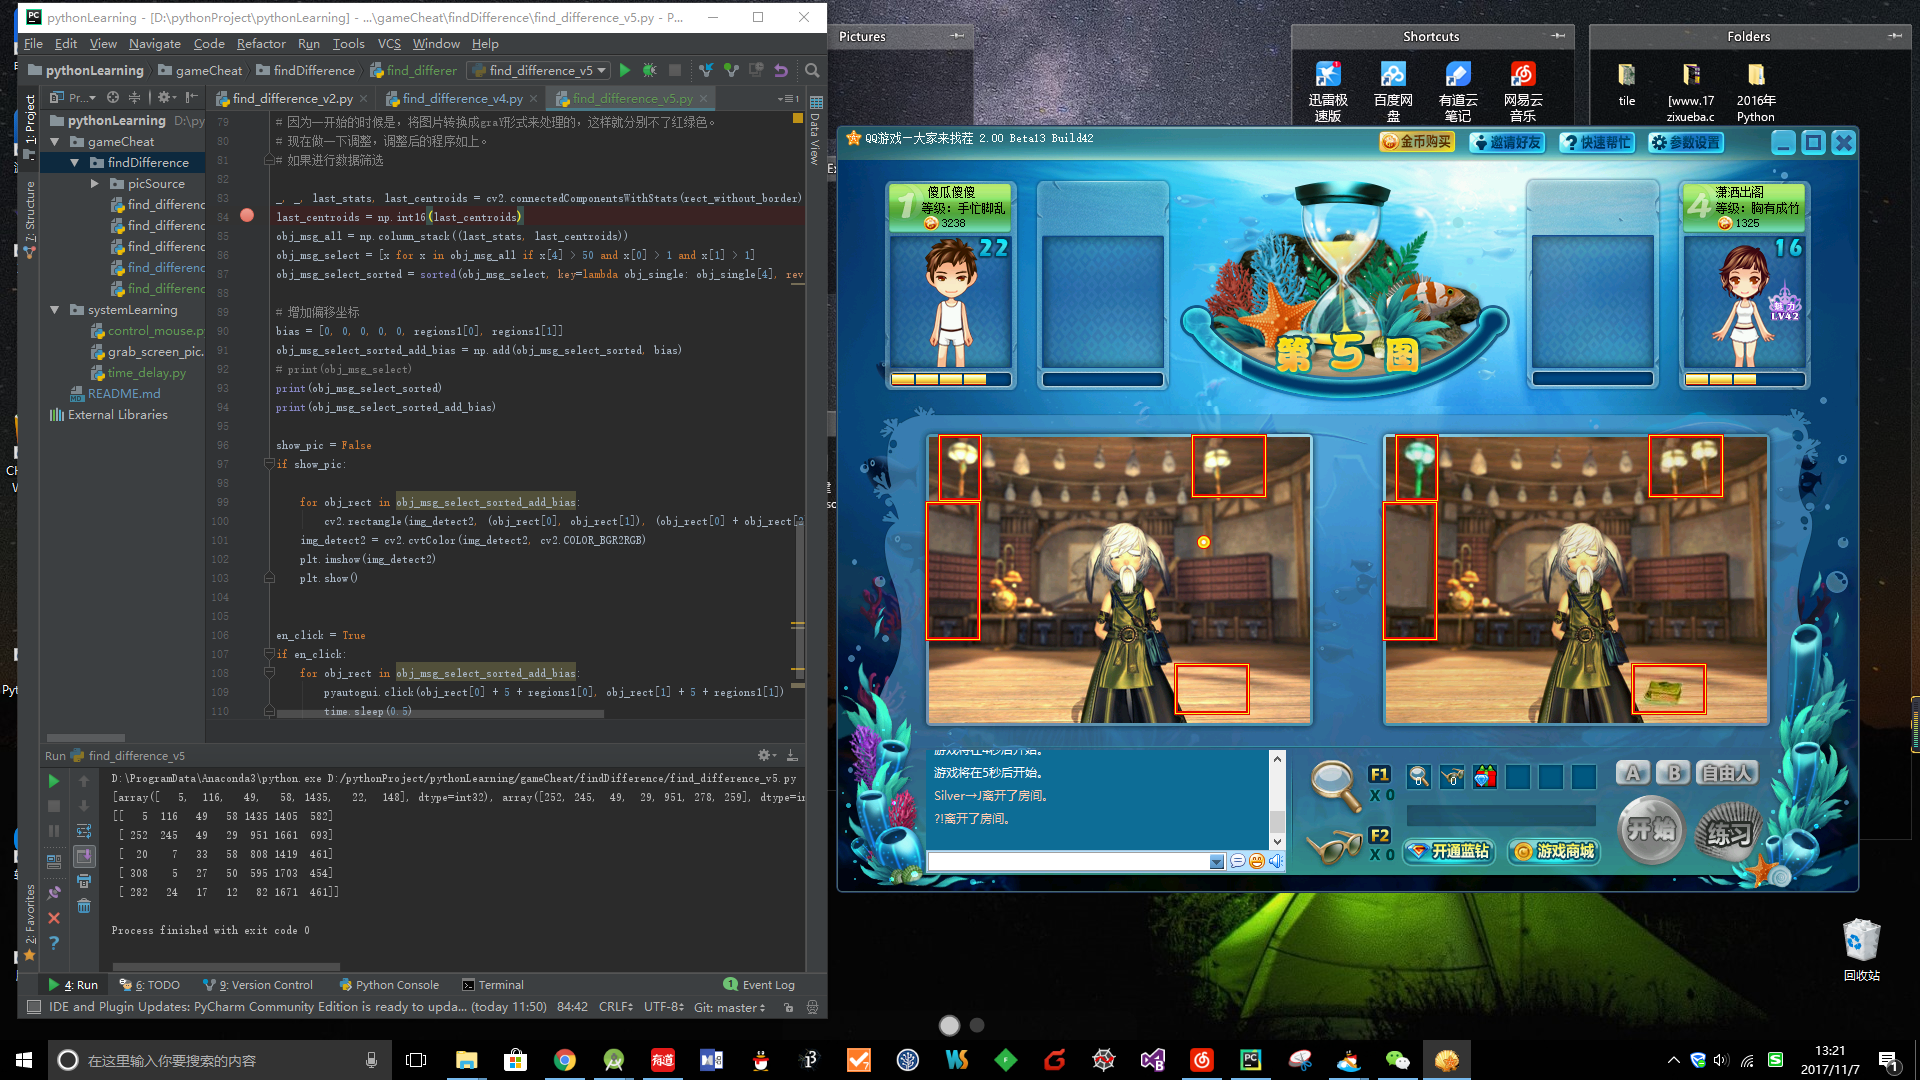 pythonLearning - [D:\pythonProject\pythonLearning] - ...\gameCheat\findDifference\find_difference_v5.py - P...
File Edit View Navigate Code Refactor Run Tools VCS Window Help
pythonLearning gameCheat findDifference find_differer find_difference_v5
Pr...
find_difference_v2.py find_difference_v4.py find_difference_v5.py
1: Project
7: Structure
2: Favorites
Data View
pythonLearning D:\py
gameCheat
findDifference
picSource
find_differenc
find_differenc
find_differenc
find_differenc
find_differenc
systemLearning
control_mouse.p
grab_screen_pic.
time_delay.py
README.md
External Libraries
79 # 因为一开始的时候是，将图片转换成graY形式来处理的，这样就分别不了红绿色。
80 # 现在做一下调整，调整后的程序如上。
81 # 如果进行数据筛选
82
83 _, _, last_stats, last_centroids = cv2.connectedComponentsWithStats(rect_without_border)
84 last_centroids = np.int16(last_centroids)
85 obj_msg_all = np.column_stack((last_stats, last_centroids))
86 obj_msg_select = [x for x in obj_msg_all if x[4] > 50 and x[0] > 1 and x[1] > 1]
87 obj_msg_select_sorted = sorted(obj_msg_select, key=lambda obj_single: obj_single[4], rev
88
89 # 增加偏移坐标
90 bias = [0, 0, 0, 0, 0, regions1[0], regions1[1]]
91 obj_msg_select_sorted_add_bias = np.add(obj_msg_select_sorted, bias)
92 # print(obj_msg_select)
93 print(obj_msg_select_sorted)
94 print(obj_msg_select_sorted_add_bias)
95
96 show_pic = False
97 if show_pic:
98
99 for obj_rect in obj_msg_select_sorted_add_bias:
100 cv2.rectangle(img_detect2, (obj_rect[0], obj_rect[1]), (obj_rect[0] + obj_rect[2
101 img_detect2 = cv2.cvtColor(img_detect2, cv2.COLOR_BGR2RGB)
102 plt.imshow(img_detect2)
103 plt.show()
104
105
106 en_click = True
107 if en_click:
108 for obj_rect in obj_msg_select_sorted_add_bias:
109 pyautogui.click(obj_rect[0] + 5 + regions1[0], obj_rect[1] + 5 + regions1[1])
110 time.sleep(0.5)
Run find_difference_v5
D:\ProgramData\Anaconda3\python.exe D:/pythonProject/pythonLearning/gameCheat/findDifference/find_difference_v5.py
[array([ 5, 116, 49, 58, 1435, 22, 148], dtype=int32), array([252, 245, 49, 29, 951, 278, 259], dtype=in
[[ 5 116 49 58 1435 1405 582]
[ 252 245 49 29 951 1661 693]
[ 20 7 33 58 808 1419 461]
[ 308 5 27 50 595 1703 454]
[ 282 24 17 12 82 1671 461]]
Process finished with exit code 0
4: Run 6: TODO 9: Version Control Python Console Terminal 1 Event Log
IDE and Plugin Updates: PyCharm Community Edition is ready to upda... (today 11:50) 84:42 CRLF UTF-8 Git: master
Pictures
Shortcuts
Folders
迅雷极速版
百度网盘
有道云笔记
网易云音乐
tile
[www.17zixueba.c
2016年Python
QQ游戏－大家来找茬 2.00 Beta13 Build42
金币购买 邀请好友 快速帮忙 参数设置
1
傻瓜傻傻
等级：手忙脚乱
3238
22
第5图
4
潇洒出阁
等级：胸有成竹
1325
16
魅力
LV42
游戏将在4秒后开始。
游戏将在5秒后开始。
Silver→J离开了房间。
?!离开了房间。
F1
X 0
F2
X 0
0 0
A B 自由人
开始 练习
开通蓝钻 游戏商城
回收站
在这里输入你要搜索的内容
有道
13:21
2017/11/7
1